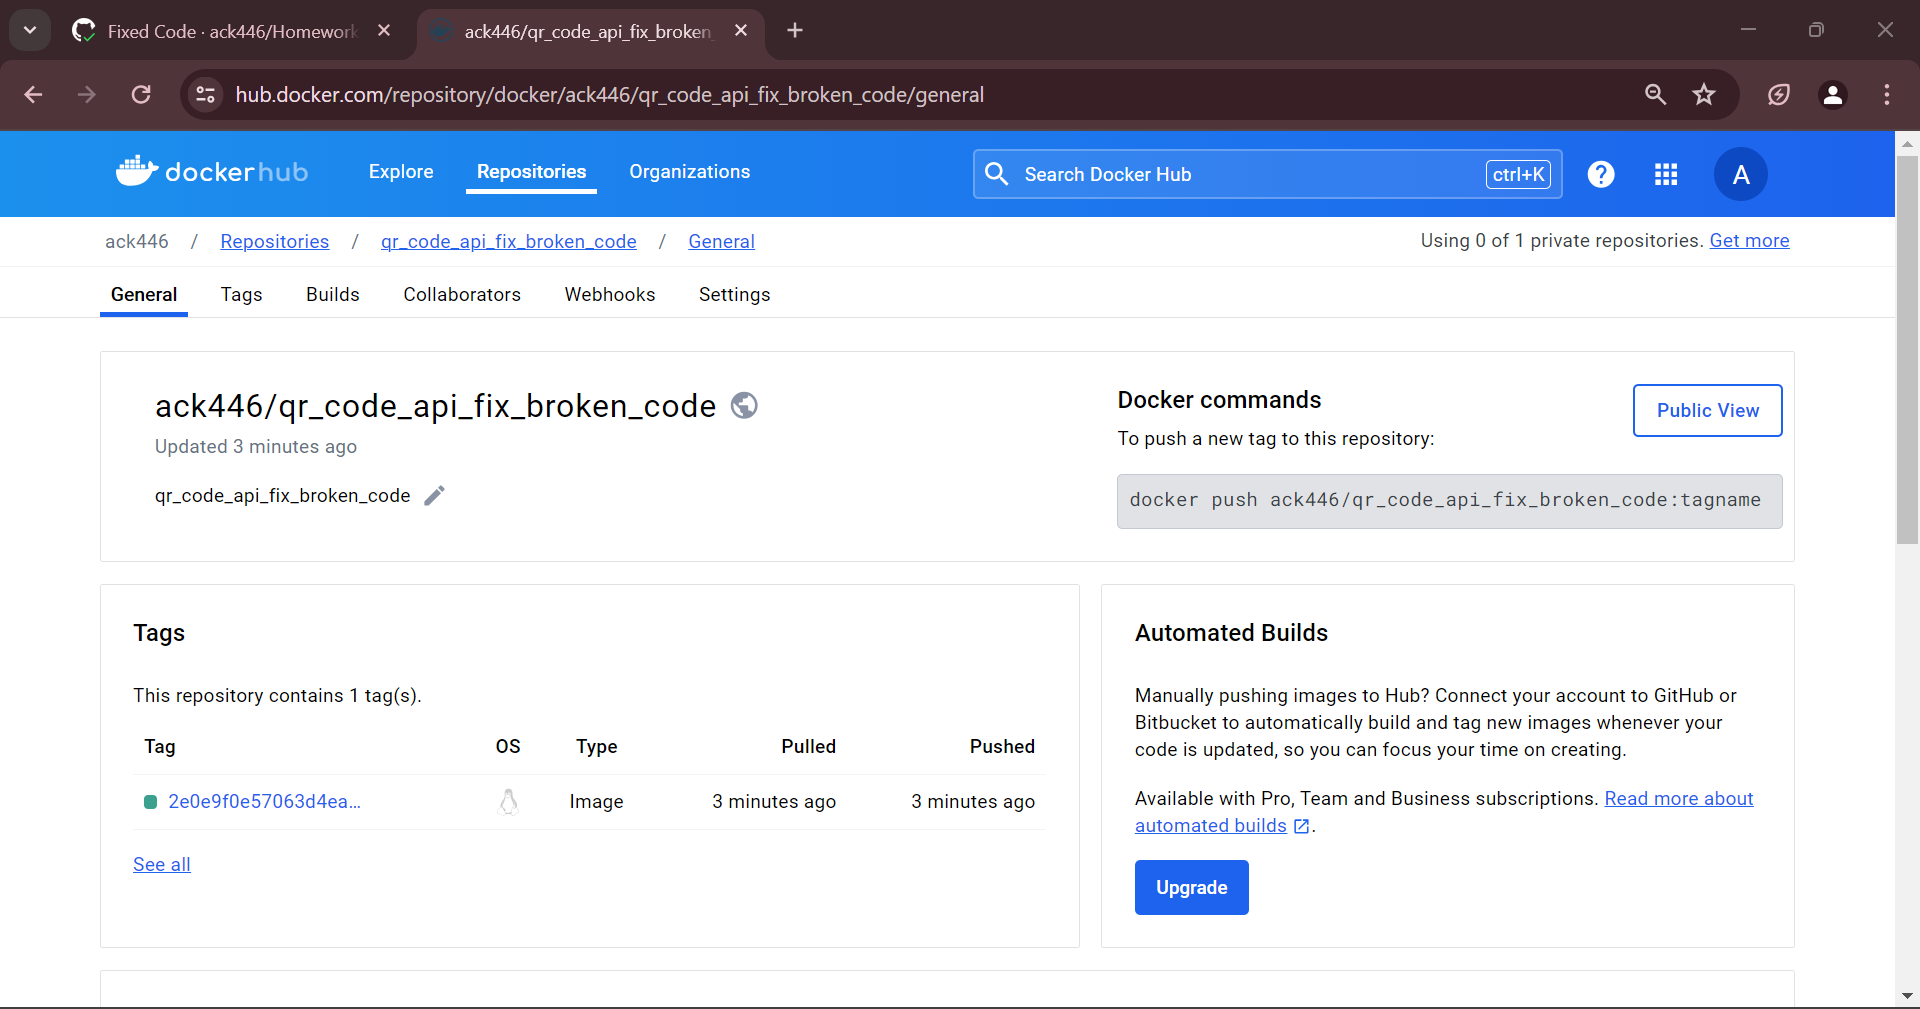 Fixed Code · ack446/Homework
ack446/qr_code_api_fix_broken_
hub.docker.com/repository/docker/ack446/qr_code_api_fix_broken_code/general
dockerhub
Explore
Repositories
Organizations
Search Docker Hub
ctrl+K
?
A
ack446 / Repositories / qr_code_api_fix_broken_code / General
Using 0 of 1 private repositories. Get more
General
Tags
Builds
Collaborators
Webhooks
Settings
ack446/qr_code_api_fix_broken_code
Updated 3 minutes ago
qr_code_api_fix_broken_code
Docker commands
To push a new tag to this repository:
Public View
docker push ack446/qr_code_api_fix_broken_code:tagname
Tags
This repository contains 1 tag(s).
Tag OS Type Pulled Pushed
2e0e9f0e57063d4ea... Image 3 minutes ago 3 minutes ago
See all
Automated Builds
Manually pushing images to Hub? Connect your account to GitHub or
Bitbucket to automatically build and tag new images whenever your
code is updated, so you can focus your time on creating.
Available with Pro, Team and Business subscriptions. Read more about
automated builds .
Upgrade